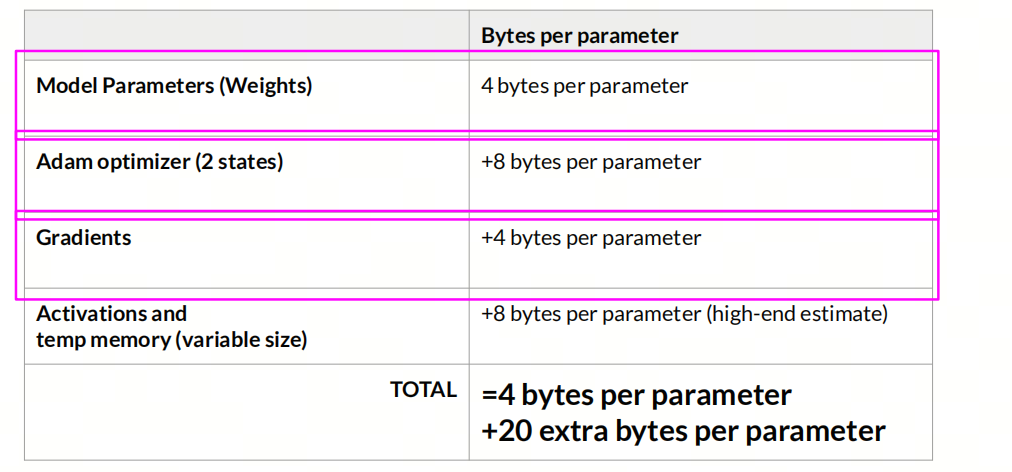 Bytes per parameter
Model Parameters (Weights) 4 bytes per parameter
Adam optimizer (2 states) +8 bytes per parameter
Gradients +4 bytes per parameter
Activations and +8 bytes per parameter (high-end estimate)
temp memory (variable size)
TOTAL =4 bytes per parameter
+20 extra bytes per parameter